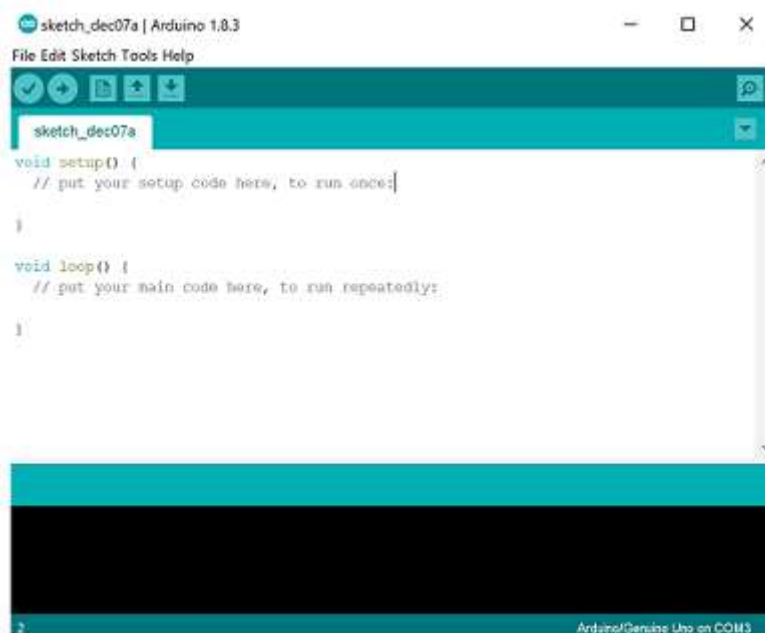 sketch_dec07a | Arduino 1.8.3
File Edit Sketch Tools Help
sketch_dec07a
void setup() {
  // put your setup code here, to run once:

}

void loop() {
  // put your main code here, to run repeatedly:

}
2
Arduino/Genuino Uno on COM3